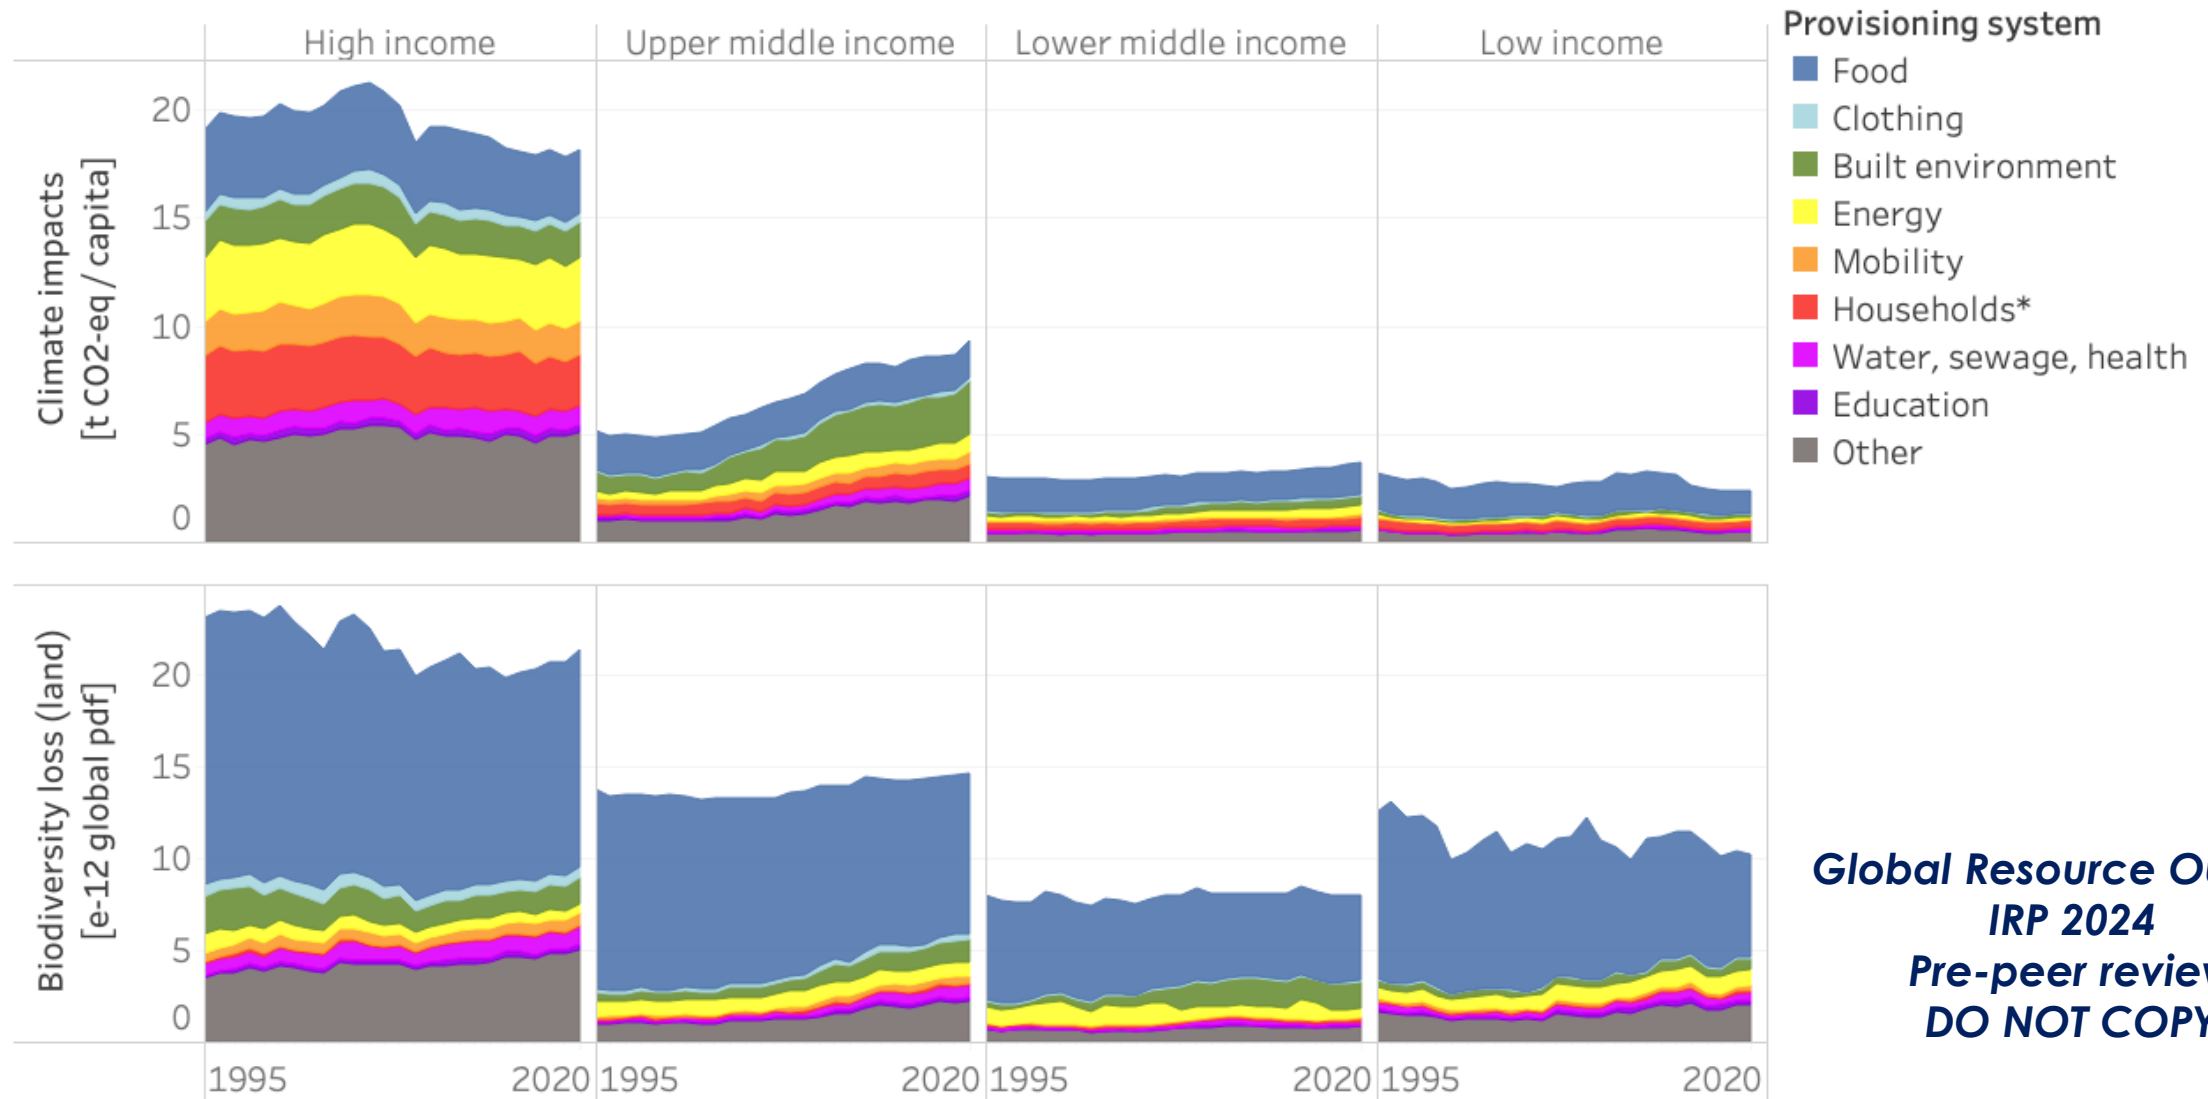 High income
Upper middle income
Lower middle income
Low income
Provisioning system
Food
Clothing
Built environment
Energy
Mobility
Households*
Water, sewage, health
Education
Other
Climate impacts
[t CO2-eq / capita]
20
15
10
5
0
Biodiversity loss (land)
[e-12 global pdf]
20
15
10
5
0
1995 2020 1995 2020 1995 2020 1995 2020
Global Resource
IRP 2024
Pre-peer
DO NOT COPY